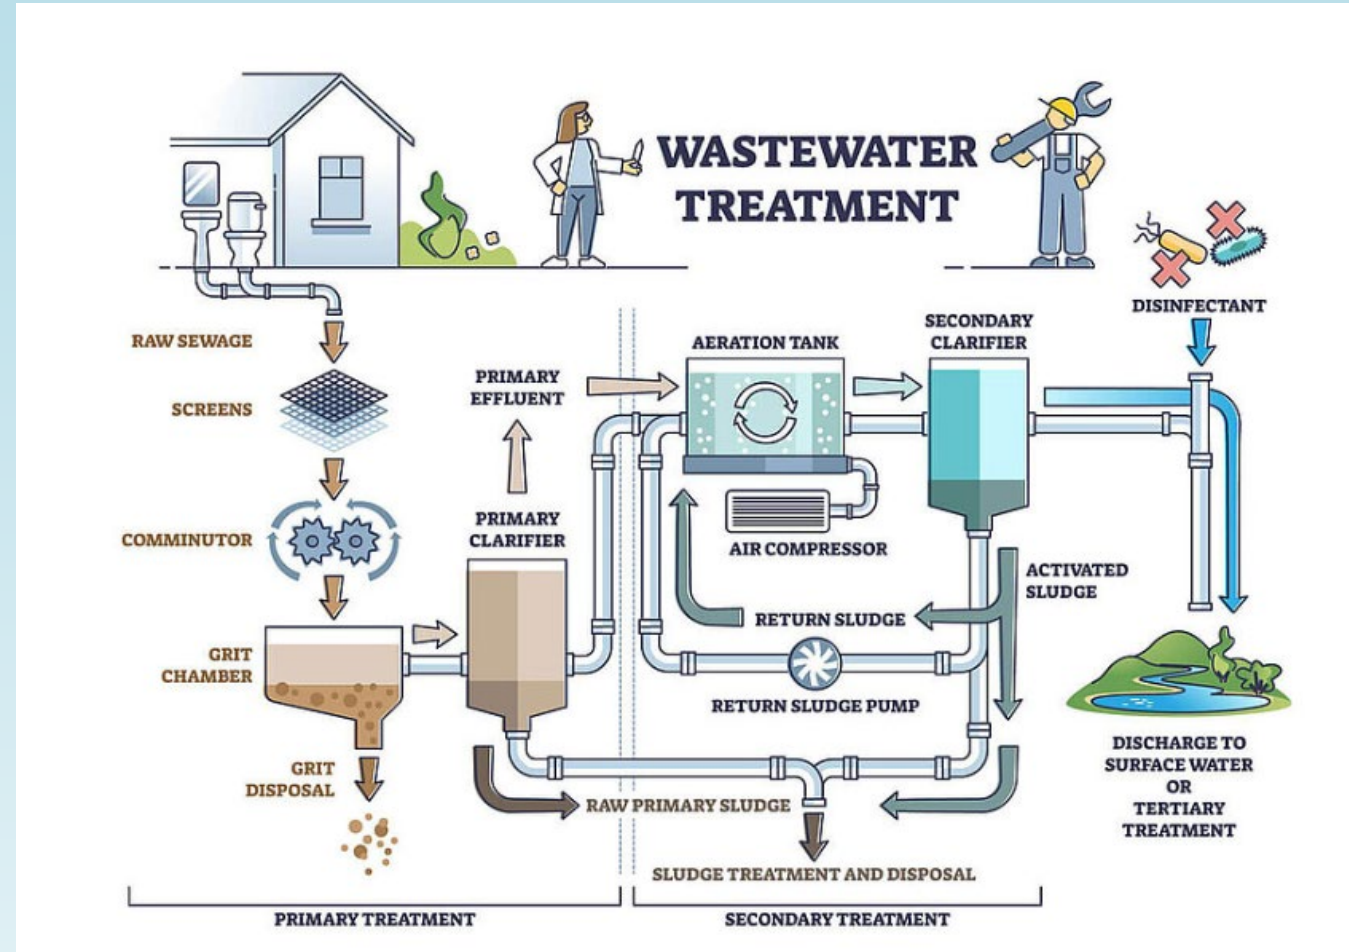 WASTEWATER
TREATMENT
DISINFECTANT
RAW SEWAGE
SCREENS
COMMINUTOR
GRIT
CHAMBER
GRIT
DISPOSAL
PRIMARY
EFFLUENT
PRIMARY
CLARIFIER
AERATION TANK
SECONDARY
CLARIFIER
AIR COMPRESSOR
ACTIVATED
SLUDGE
RETURN SLUDGE
RETURN SLUDGE PUMP
RAW PRIMARY SLUDGE
SLUDGE TREATMENT AND DISPOSAL
DISCHARGE TO
SURFACE WATER
OR
TERTIARY
TREATMENT
PRIMARY TREATMENT
SECONDARY TREATMENT